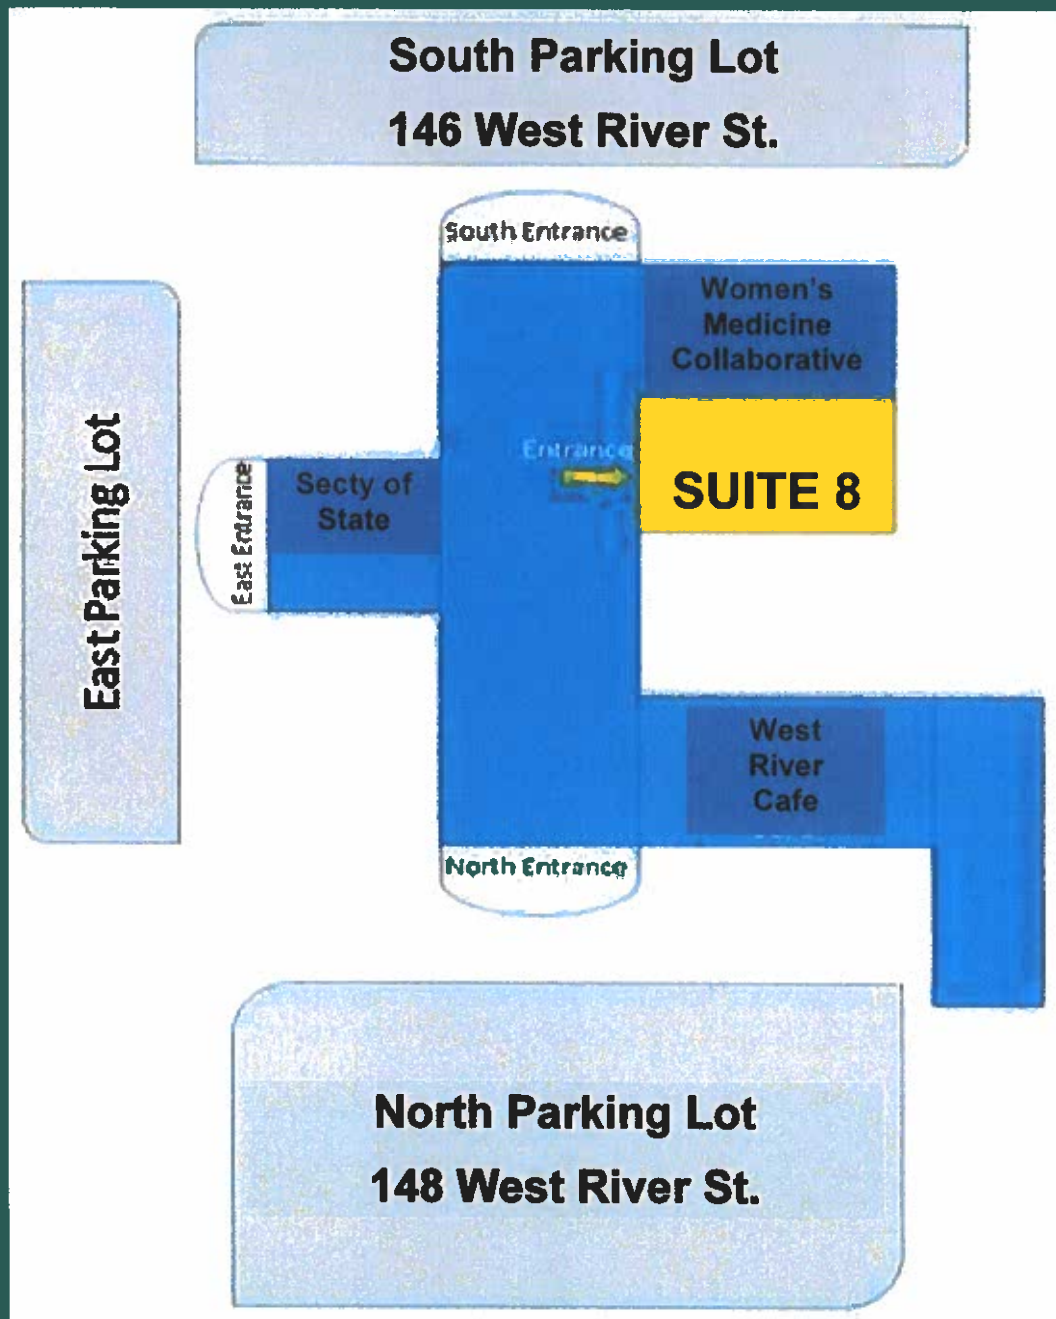 South Parking Lot
146 West River St.
South Entrance
Women's
Medicine
Collaborative
Entrance
SUITE 8
East Parking Lot
East Entrance
Secty of
State
West
River
Cafe
North Entrance
North Parking Lot
148 West River St.